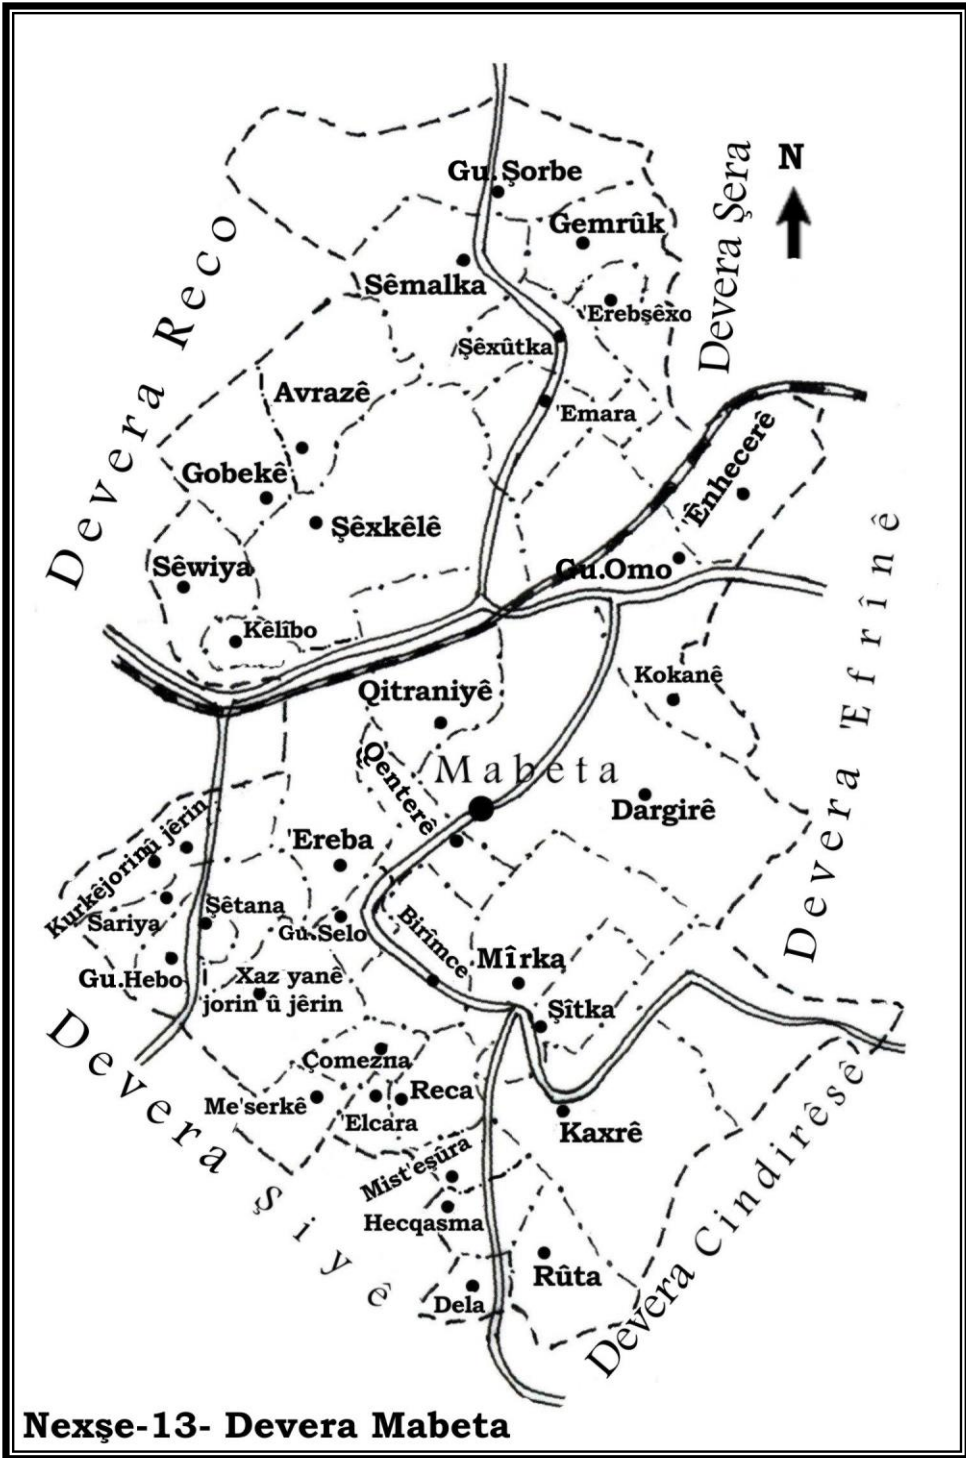 N
Devera Reco
Devera Şera
Gu.Şorbe
Gemrûk
Sêmalka
'Erebşêxo
Şêxûtka
Avrazê
'Emara
Gobekê
'Ênhecerê
Şêxkêlê
Sêwiya
Gu.Omo
Devera 'Efrînê
Kêlîbo
Kokanê
Qitraniyê
Qenterê
Mabeta
Dargirê
Kurkêjorinû jêrin
'Ereba
Sariya
Şêtana
Gu.Selo
Birîmce
Mîrka
Gu.Hebo
Xaz yanê
jorin û jêrin
Şîtka
Devera Şiyê
Çomezna
Me'serkê
Reca
'Elcara
Kaxrê
Mist'eşûra
Hecqasma
Rûta
Dela
Devera Cindirêsê
Nexşe-13- Devera Mabeta